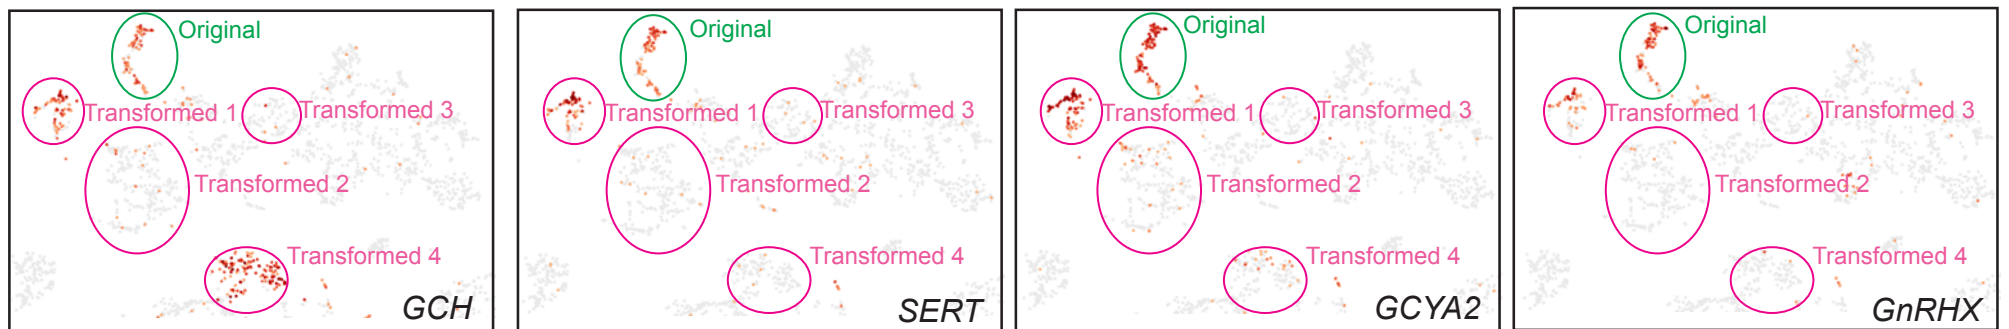 Original
Transformed 1
Transformed 3
Transformed 2
Transformed 4
GCH
Original
Transformed 1
Transformed 3
Transformed 2
Transformed 4
SERT
Original
Transformed 1
Transformed 3
Transformed 2
Transformed 4
GCYA2
Original
Transformed 1
Transformed 3
Transformed 2
Transformed 4
GnRHX